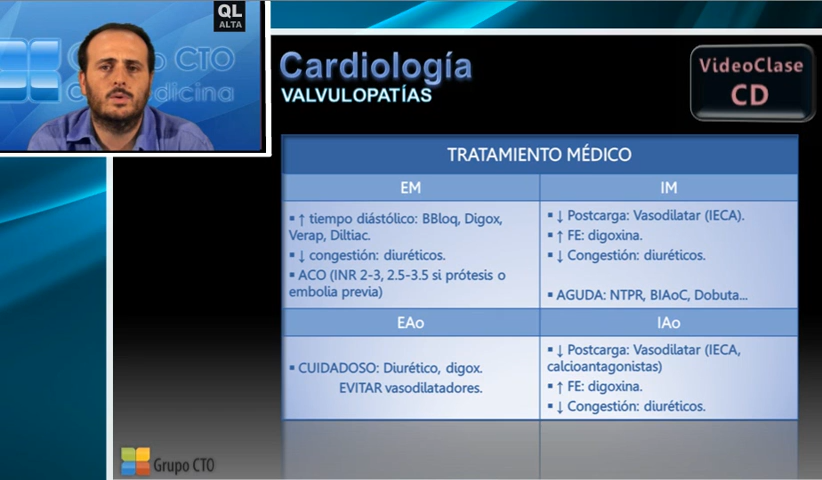 QL
ALTA
Grupo CTO
Medicina
Cardiología
VALVULOPATÍAS
VideoClase
CD
TRATAMIENTO MÉDICO
EM
▪ ↑ tiempo diástólico: BBloq, Digox,
Verap, Diltiac.
▪ ↓ congestión: diuréticos.
▪ ACO (INR 2-3, 2.5-3.5 si prótesis o
embolia previa)
IM
▪ ↓ Postcarga: Vasodilatar (IECA).
▪ ↑ FE: digoxina.
▪ ↓ Congestión: diuréticos.
▪ AGUDA: NTPR, BIAoC, Dobuta...
EAo
▪ CUIDADOSO: Diurético, digox.
EVITAR vasodilatadores.
IAo
▪ ↓ Postcarga: Vasodilatar (IECA,
calcioantagonistas)
▪ ↑ FE: digoxina.
▪ ↓ Congestión: diuréticos.
Grupo CTO